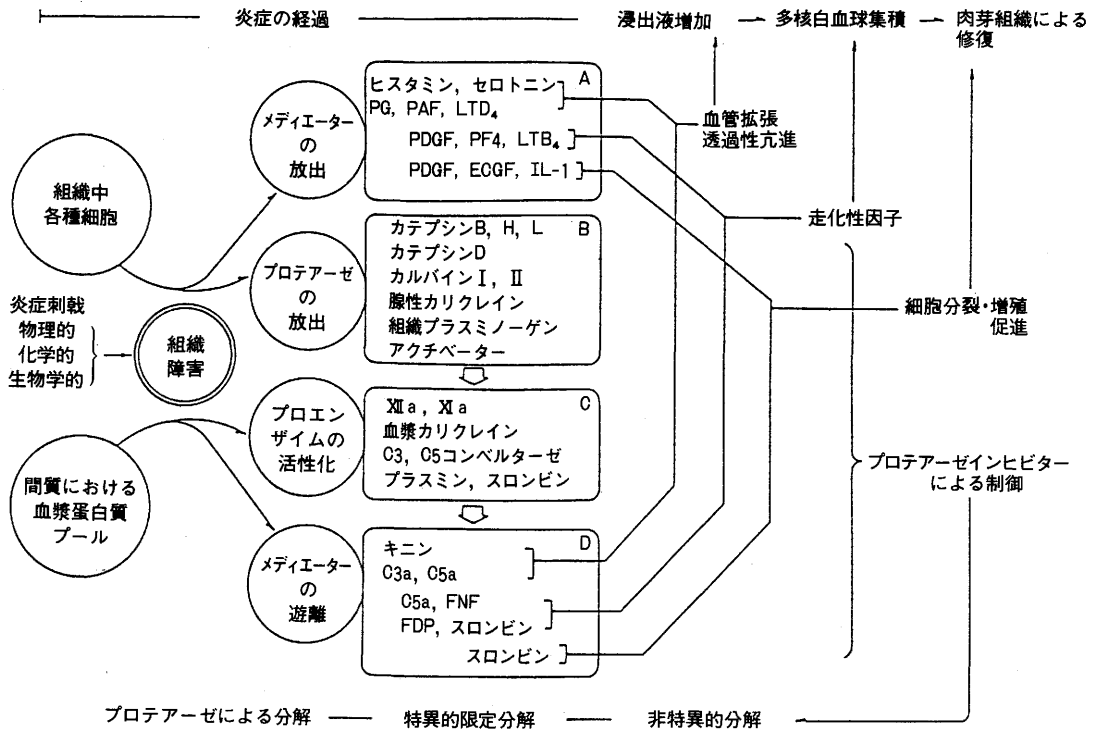 炎症の経過
浸出液増加
多核白血球集積
肉芽組織による
修復
組織中
各種細胞
炎症刺戟
物理的
化学的
生物学的
組織
障害
間質における
血漿蛋白質
プール
メディエーター
の
放出
A
ヒスタミン, セロトニン
PG, PAF, LTD₄
PDGF, PF4, LTB₄
PDGF, ECGF, IL-1
プロテアーゼ
の
放出
B
カテプシンB, H, L
カテプシンD
カルパインⅠ, Ⅱ
腺性カリクレイン
組織プラスミノーゲン
アクチベーター
プロエン
ザイムの
活性化
C
Ⅻa, Ⅺa
血漿カリクレイン
C3, C5コンベルターゼ
プラスミン, スロンビン
メディエーター
の
遊離
D
キニン
C3a, C5a
C5a, FNF
FDP, スロンビン
スロンビン
血管拡張
透過性亢進
走化性因子
細胞分裂・増殖
促進
プロテアーゼインヒビター
による制御
プロテアーゼによる分解
特異的限定分解
非特異的分解